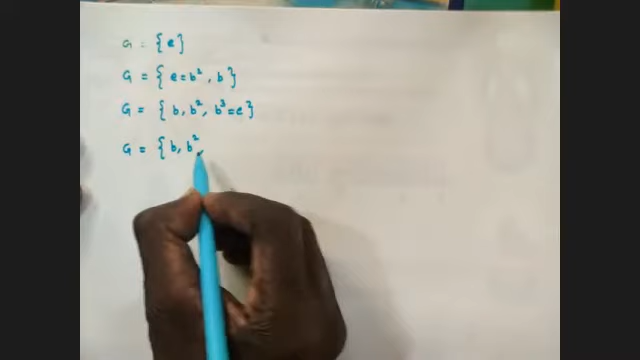 G = {e}
G = {e=b², b}
G = {b, b², b³=e}
G = {b, b²,